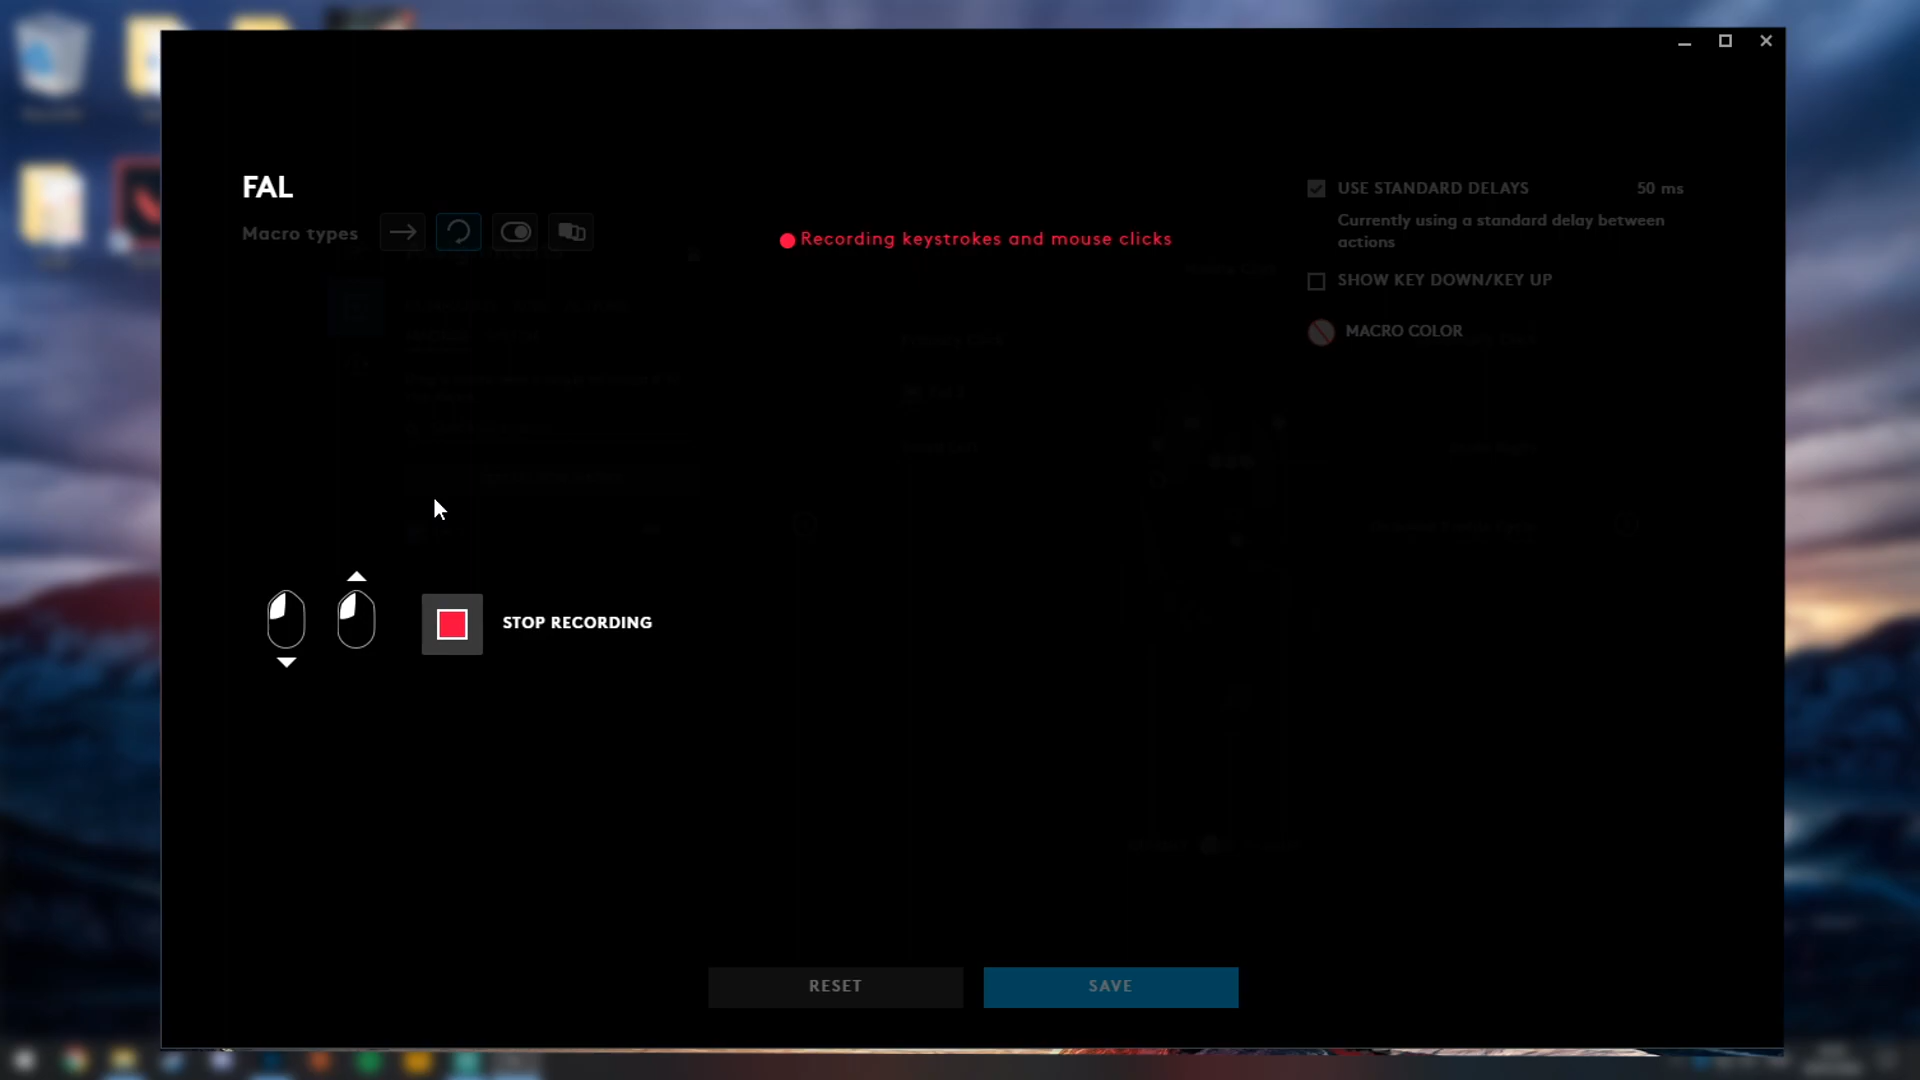 FAL
Macro types
Recording keystrokes and mouse clicks
USE STANDARD DELAYS 50 ms
Currently using a standard delay between
actions
SHOW KEY DOWN/KEY UP
MACRO COLOR
STOP RECORDING
RESET
SAVE